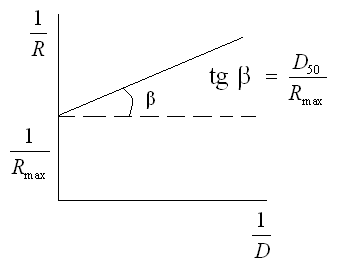 1/R
tg β = D50/Rmax
β
1/Rmax
1/D